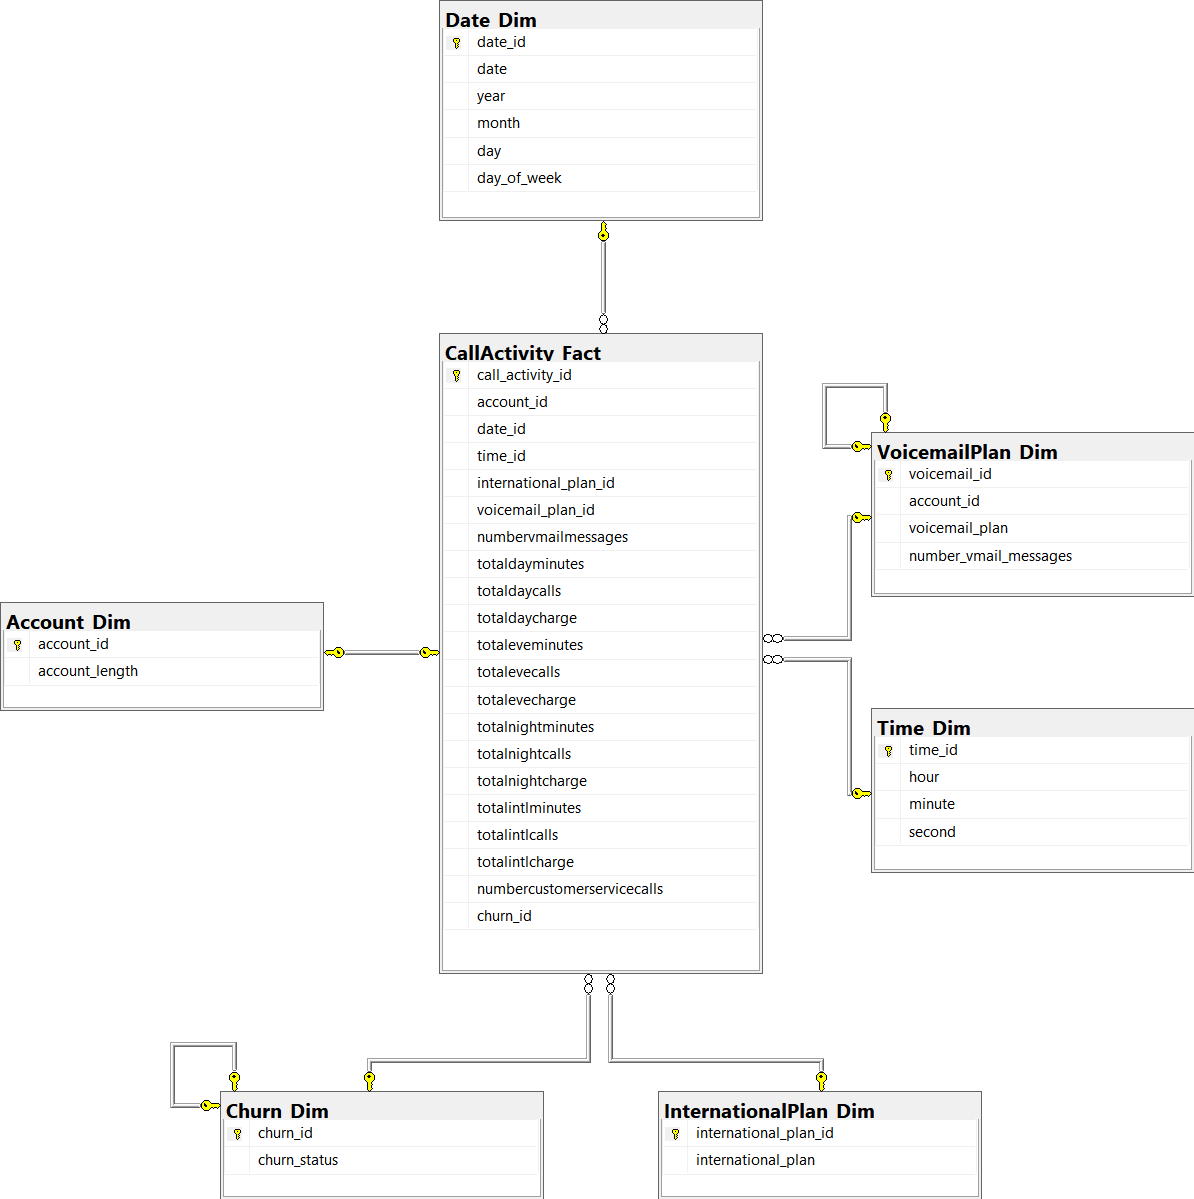 Date_Dim
date_id
date
year
month
day
day_of_week
CallActivity_Fact
call_activity_id
account_id
date_id
time_id
international_plan_id
voicemail_plan_id
numbervmailmessages
totaldayminutes
totaldaycalls
totaldaycharge
totaleveminutes
totalevecalls
totalevecharge
totalnightminutes
totalnightcalls
totalnightcharge
totalintlminutes
totalintlcalls
totalintlcharge
numbercustomerservicecalls
churn_id
VoicemailPlan_Dim
voicemail_id
account_id
voicemail_plan
number_vmail_messages
Account_Dim
account_id
account_length
Time_Dim
time_id
hour
minute
second
Churn_Dim
churn_id
churn_status
InternationalPlan_Dim
international_plan_id
international_plan